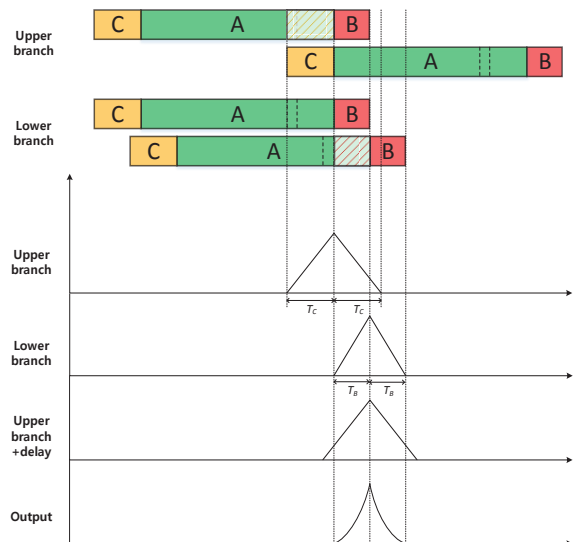 Upper
branch
C A B
C A B
Lower
branch
C A B
C A B
Upper
branch
T_C T_C
Lower
branch
T_B T_B
Upper
branch
+delay
Output